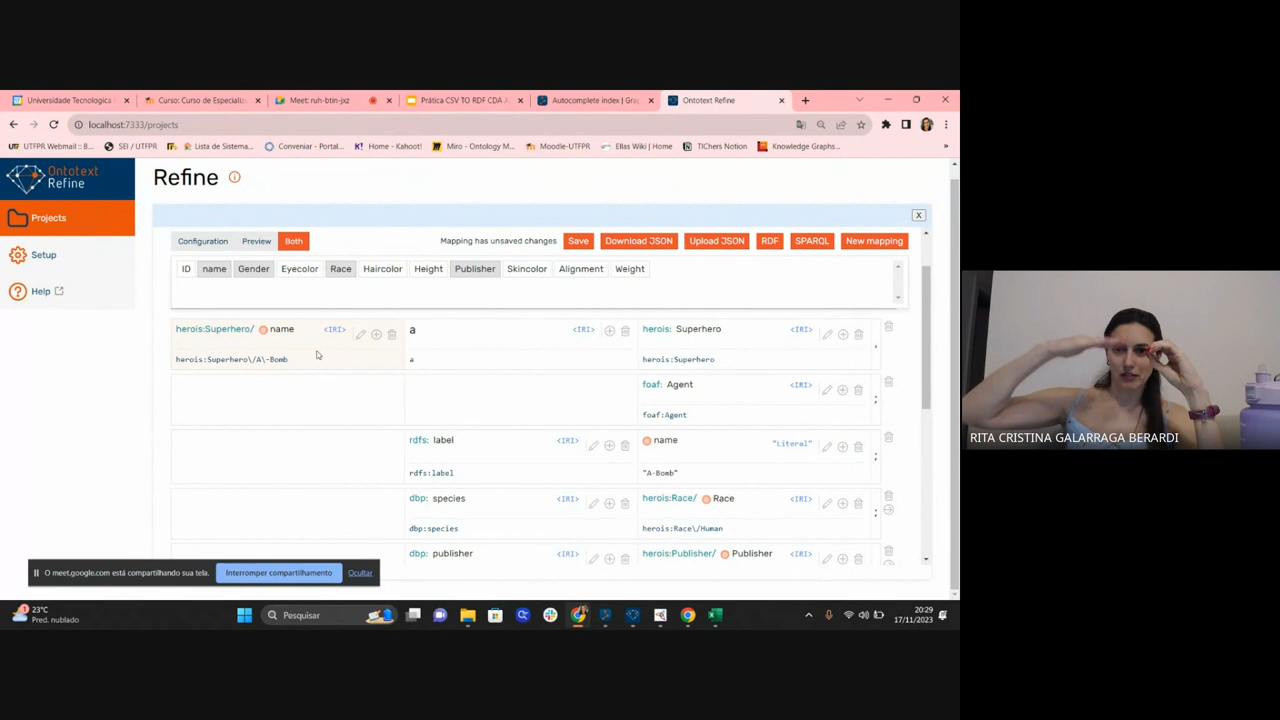 Universidade Tecnologica
Curso: Curso de Especializ
Meet: ruh-btin-jxz
Prática CSV TO RDF CDA A
Autocomplete index | Grap
Ontotext Refine
localhost:7333/projects
UTFPR Webmail :: B...
SEI / UTFPR
Lista de Sistema...
Conveniar - Portal...
Home - Kahoot!
Miro - Ontology M...
Moodle-UTFPR
Ellas Wiki | Home
TIChers Notion
Knowledge Graphs...
Ontotext
Refine
Projects
Setup
Help
Refine
X
Configuration Preview Both Mapping has unsaved changes Save Download JSON Upload JSON RDF SPARQL New mapping
ID name Gender Eyecolor Race Haircolor Height Publisher Skincolor Alignment Weight
herois:Superhero/ name <IRI> a <IRI> herois: Superhero <IRI>
herois:Superhero\/A\-Bomb a herois:Superhero ,
foaf: Agent <IRI>
foaf:Agent ;
rdfs: label <IRI> name "Literal"
rdfs:label "A-Bomb" ;
dbp: species <IRI> herois:Race/ Race <IRI>
dbp:species herois:Race\/Human ;
dbp: publisher <IRI> herois:Publisher/ Publisher <IRI>
O meet.google.com está compartilhando sua tela. Interromper compartilhamento Ocultar
1
23°C
Pred. nublado
Pesquisar
20:29
17/11/2023
RITA CRISTINA GALARRAGA BERARDI